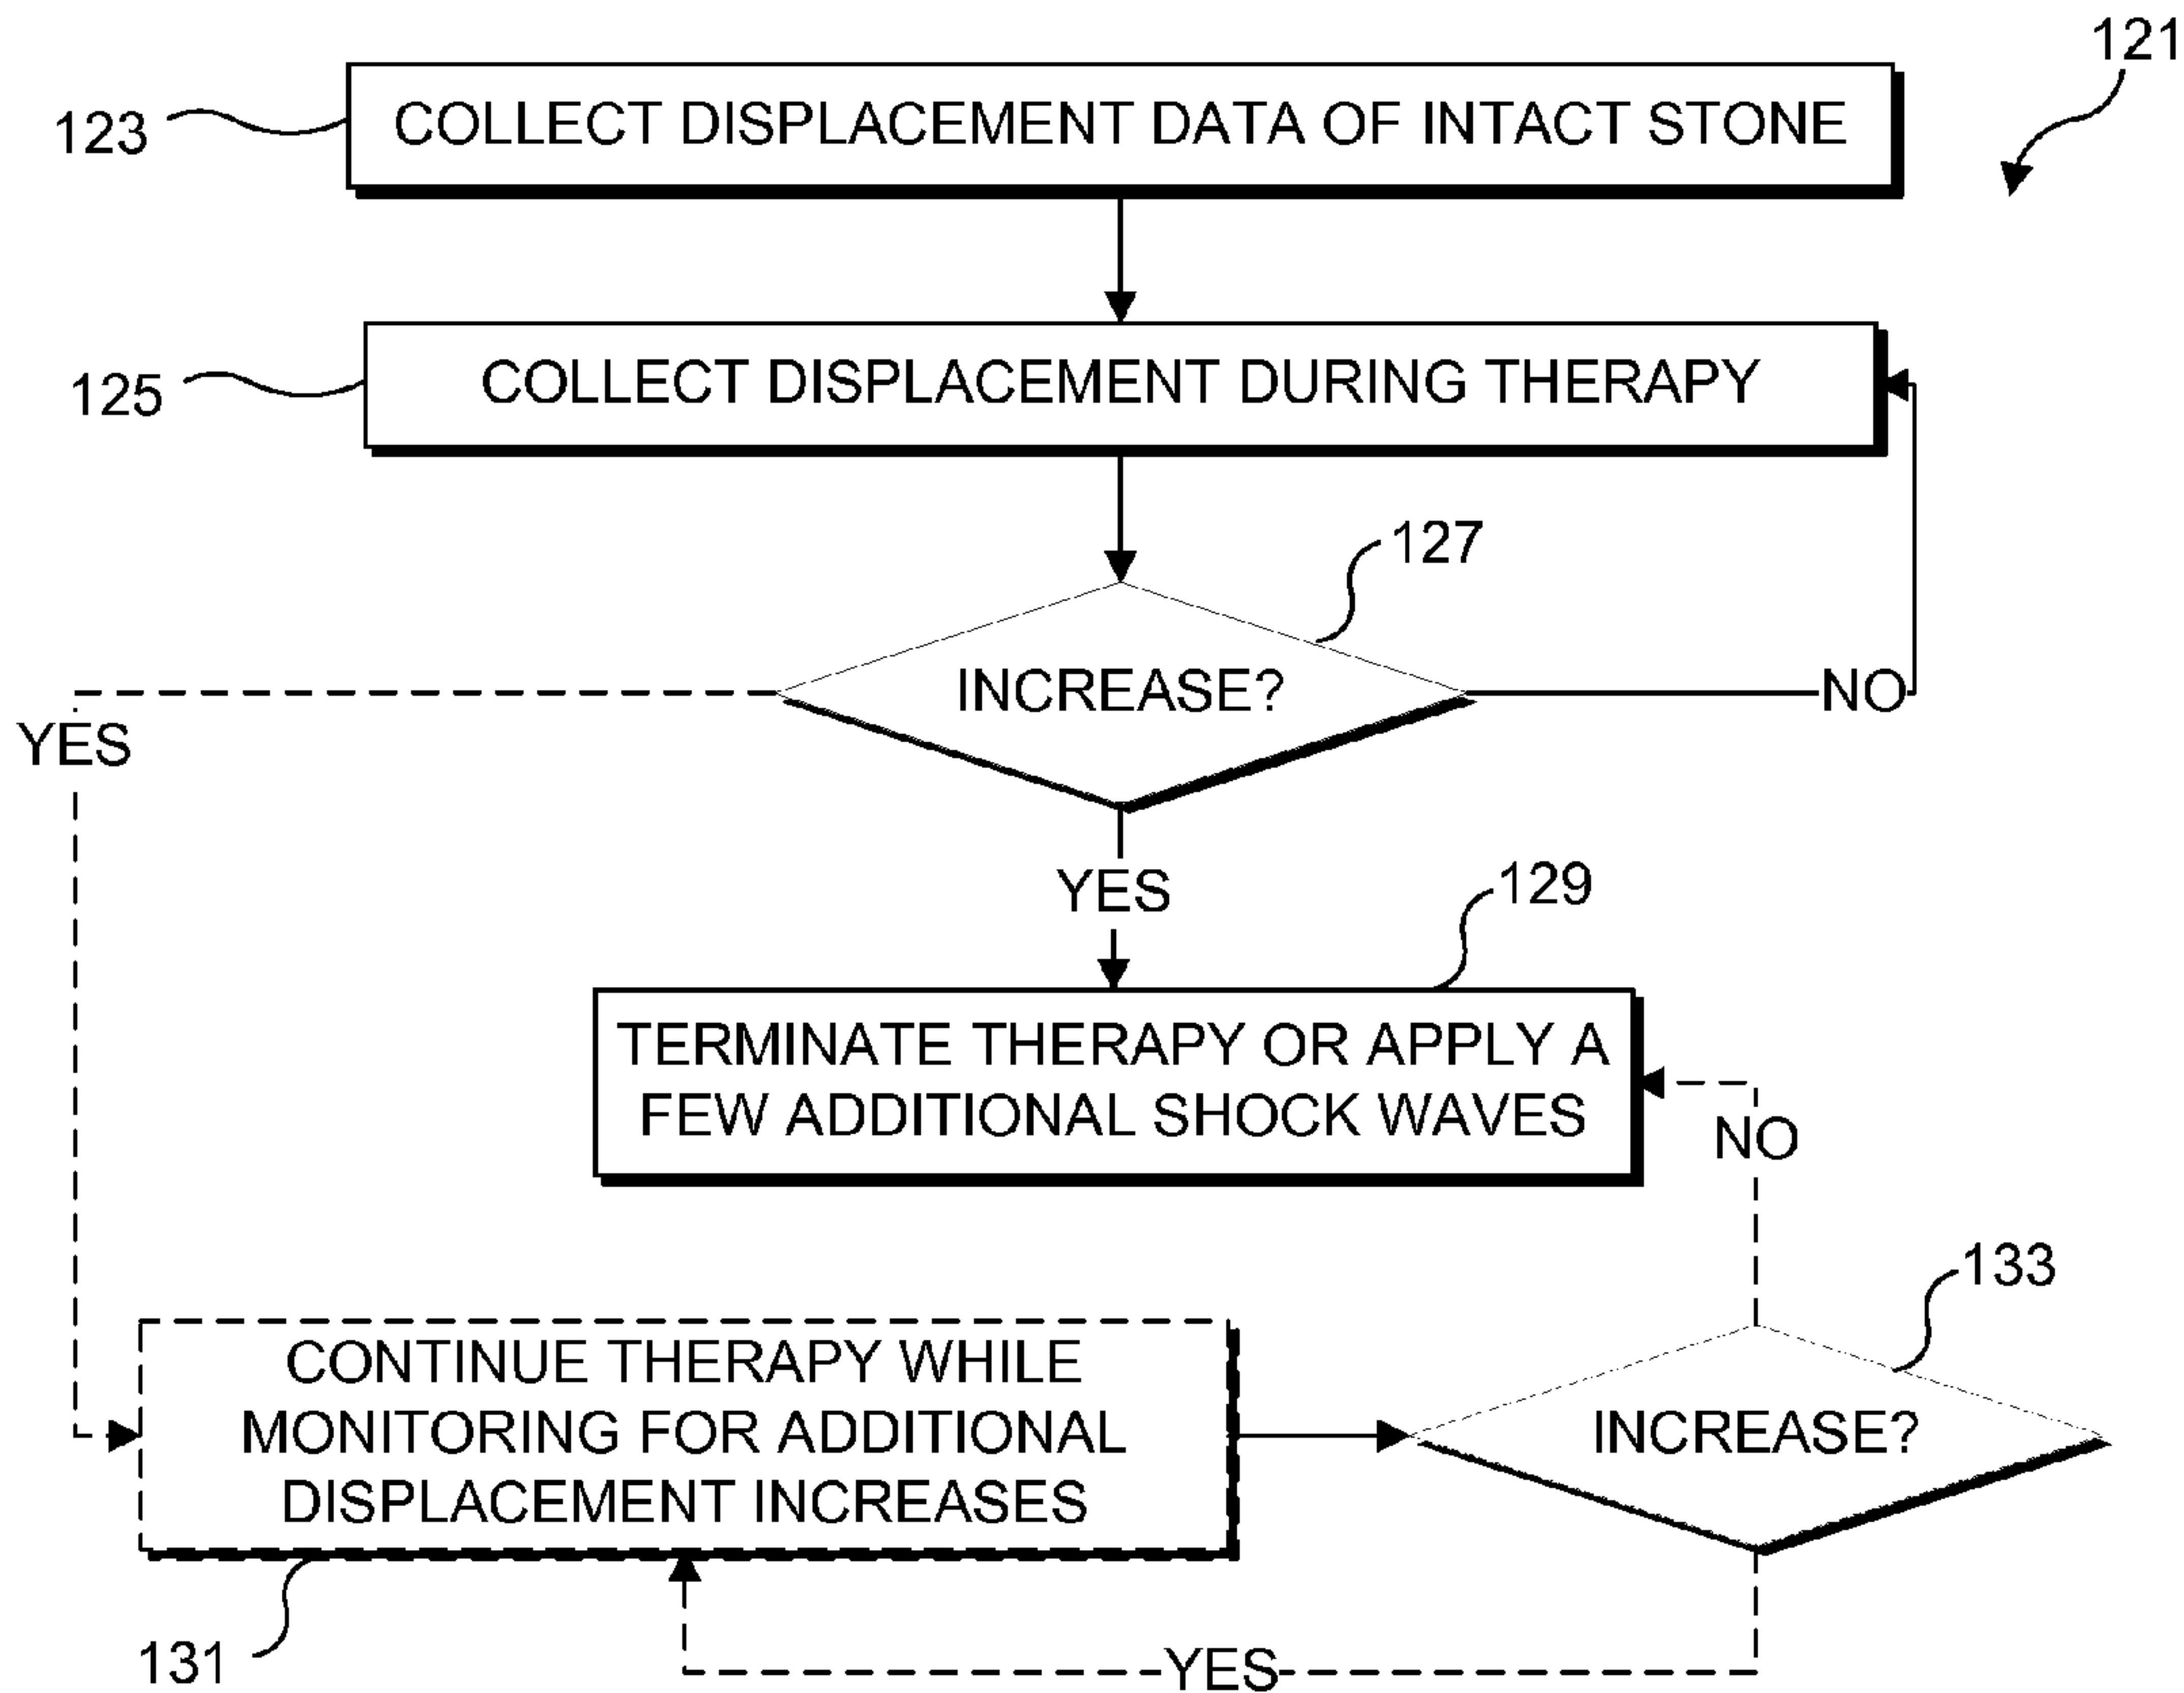 121
123
COLLECT DISPLACEMENT DATA OF INTACT STONE
125
COLLECT DISPLACEMENT DURING THERAPY
127
INCREASE?
NO
YES
YES
129
TERMINATE THERAPY OR APPLY A
FEW ADDITIONAL SHOCK WAVES
NO
133
CONTINUE THERAPY WHILE
MONITORING FOR ADDITIONAL
DISPLACEMENT INCREASES
INCREASE?
131
YES